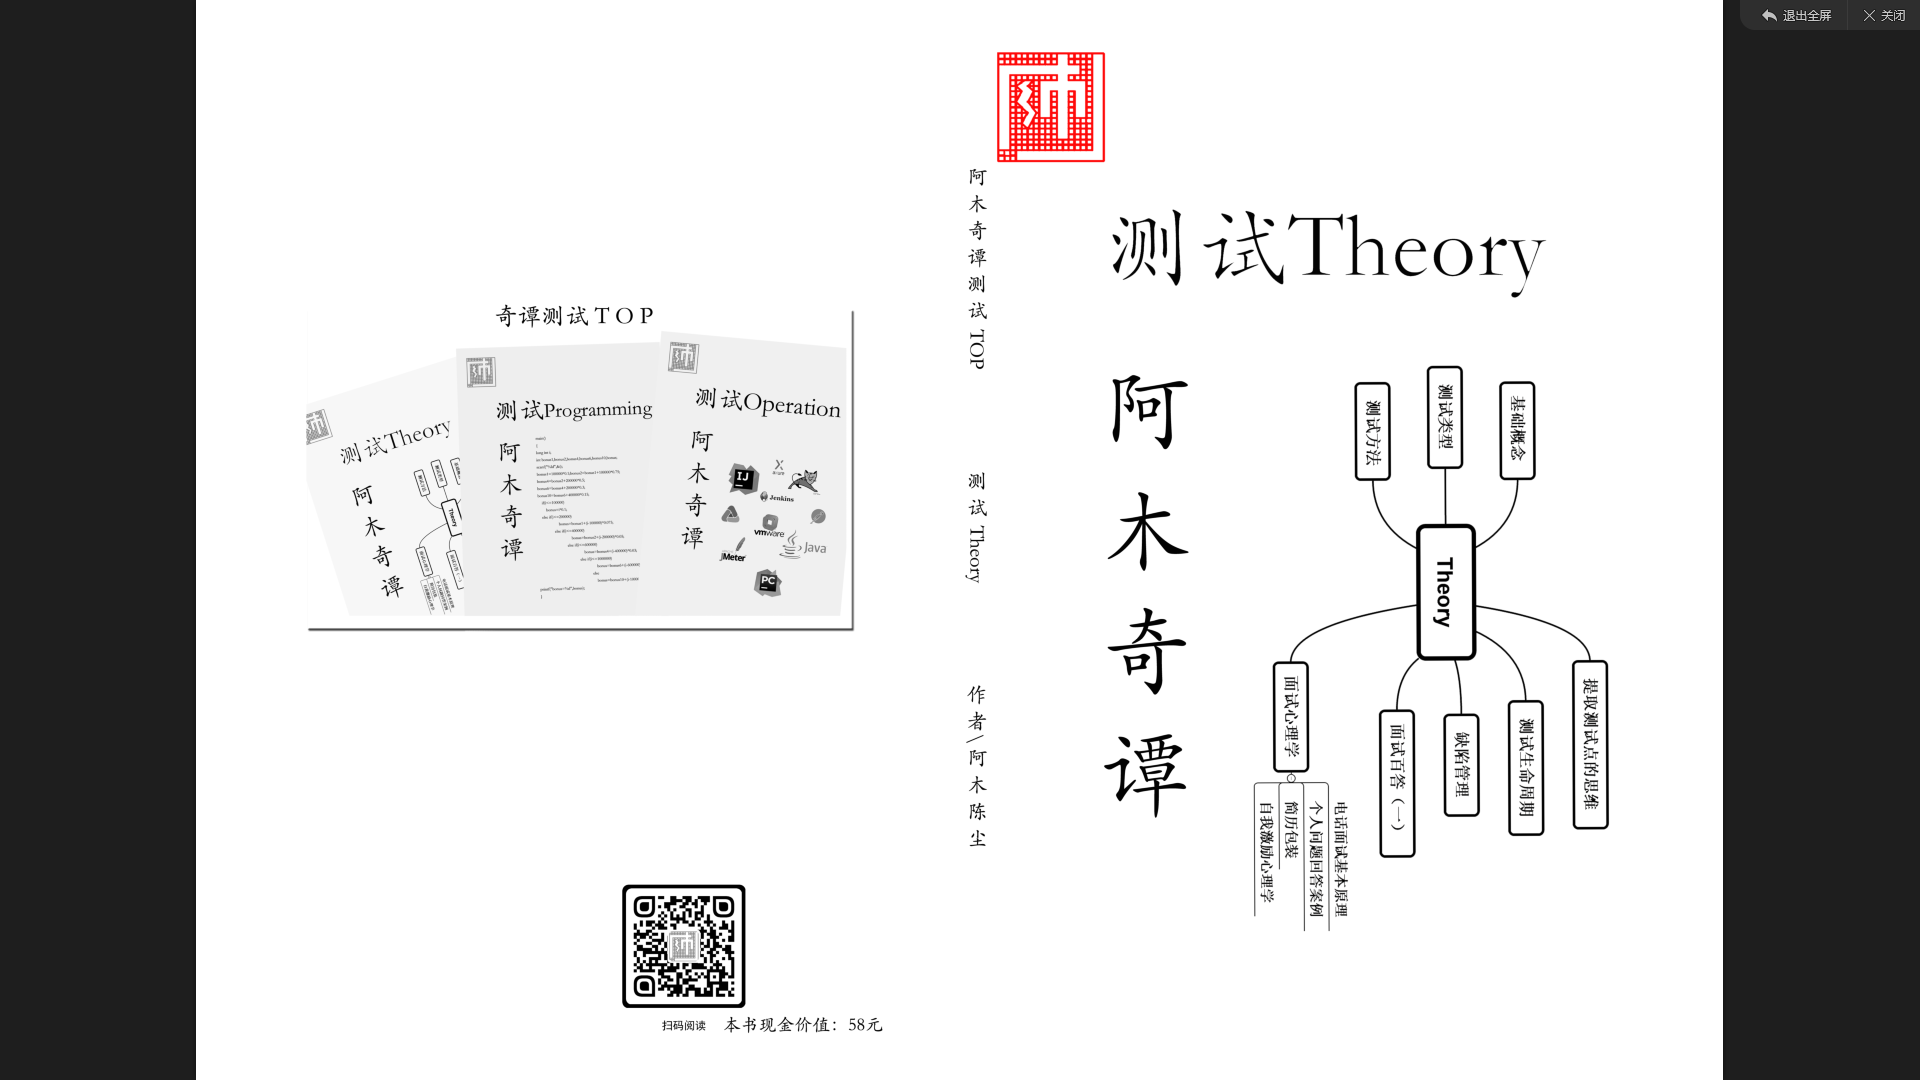 退出全屏
关闭
奇谭测试TOP
测试Theory
阿木奇谭
Theory
测试Programming
阿木奇谭
测试Operation
阿木奇谭
IJ
Jenkins
vmware
Java
JMeter
PC
扫码阅读
本书现金价值：58元
阿木奇谭测试TOP
测试Theory
作者\阿木陈尘
测试Theory
阿木奇谭
测试方法
测试类型
基础概念
Theory
面试心理学
面试百答（一）
缺陷管理
测试生命周期
提取测试点的思维
自我激励心理学
简历包装
个人问题回答案例
电话面试基本原理